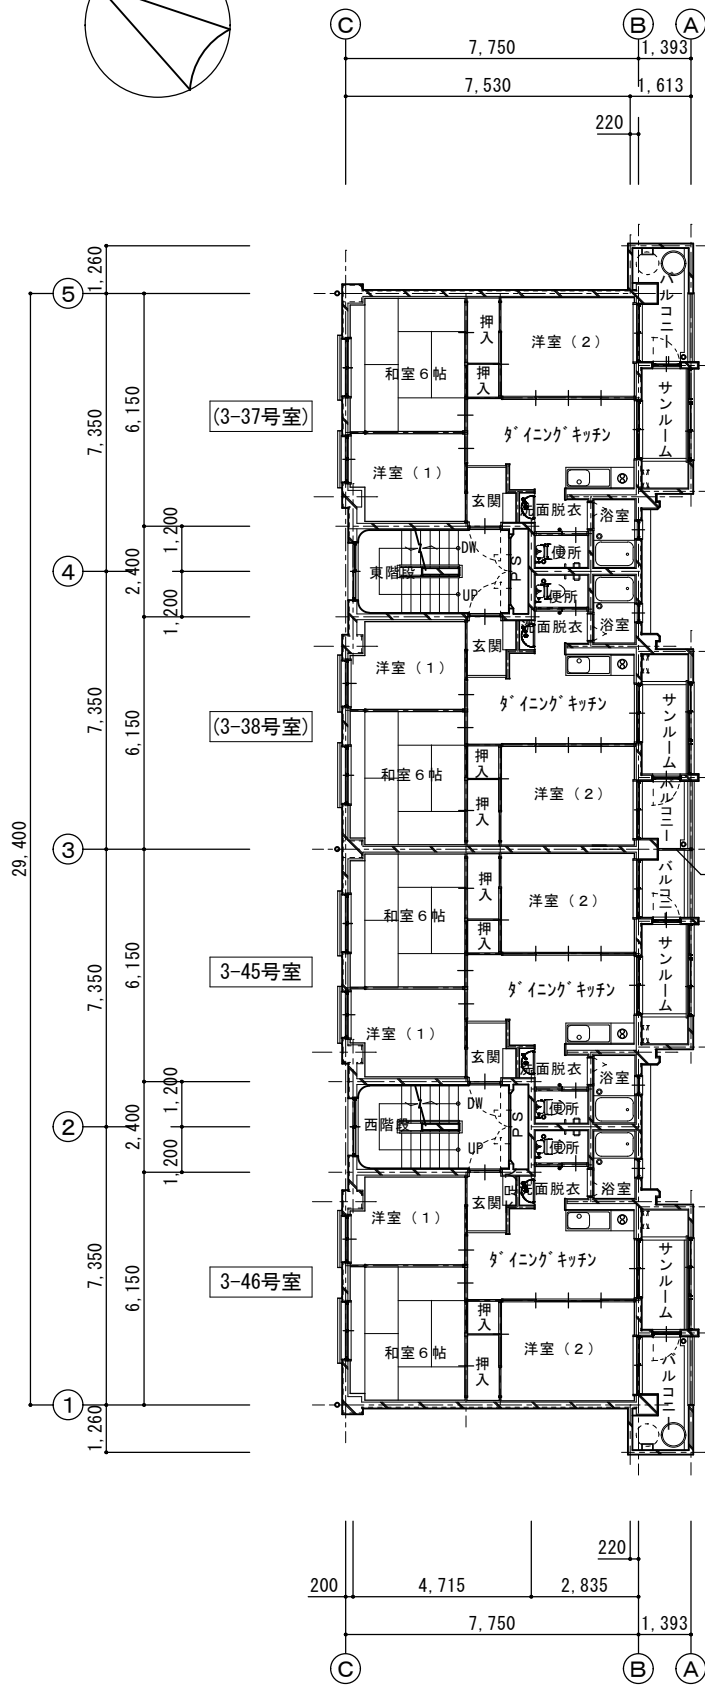 C B A
7,750 1,393
7,530 1,613
220
1,260
5
押入
洋室（２）
バルコニー
和室６帖
押入
6,150
(3-37号室)
7,350
サンルーム
ダイニングキッチン
洋室（１）
玄関
面脱衣
浴室
1,200
DW
便所
4
2,400
東階段
PS
UP
便所
1,200
玄関
面脱衣
浴室
洋室（１）
ダイニングキッチン
サンルーム
7,350
6,150
(3-38号室)
押入
和室６帖
洋室（２）
押入
バルコニー
29,400
3
バルコニー
押入
洋室（２）
和室６帖
押入
サンルーム
7,350
6,150
3-45号室
ダイニングキッチン
洋室（１）
玄関
面脱衣
浴室
1,200
DW
便所
2
2,400
西階段
PS
UP
便所
1,200
玄関
面脱衣
浴室
洋室（１）
ダイニングキッチン
サンルーム
7,350
6,150
3-46号室
押入
和室６帖
洋室（２）
押入
バルコニー
1
1,260
220
200 4,715 2,835
7,750 1,393
C B A